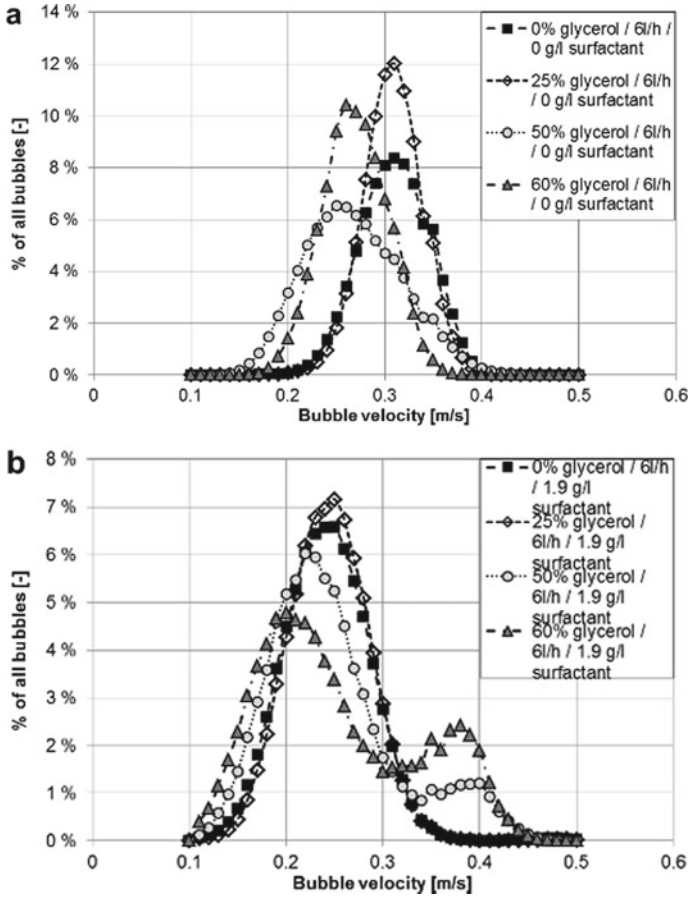 a
14 %
12 %
10 %
8 %
6 %
4 %
2 %
0 %
% of all bubbles [-]
0
0.1
0.2
0.3
0.4
0.5
0.6
Bubble velocity [m/s]
0% glycerol / 6l/h /
0 g/l surfactant
25% glycerol / 6l/h
/ 0 g/l surfactant
50% glycerol / 6l/h
/ 0 g/l surfactant
60% glycerol / 6l/h
/ 0 g/l surfactant
b
8 %
7 %
6 %
5 %
4 %
3 %
2 %
1 %
0 %
% of all bubbles [-]
0
0.1
0.2
0.3
0.4
0.5
0.6
Bubble velocity [m/s]
0% glycerol / 6l/h
/ 1.9 g/l
surfactant
25% glycerol /
6l/h / 1.9 g/l
surfactant
50% glycerol /
6l/h / 1.9 g/l
surfactant
60% glycerol /
6l/h / 1.9 g/l
surfactant